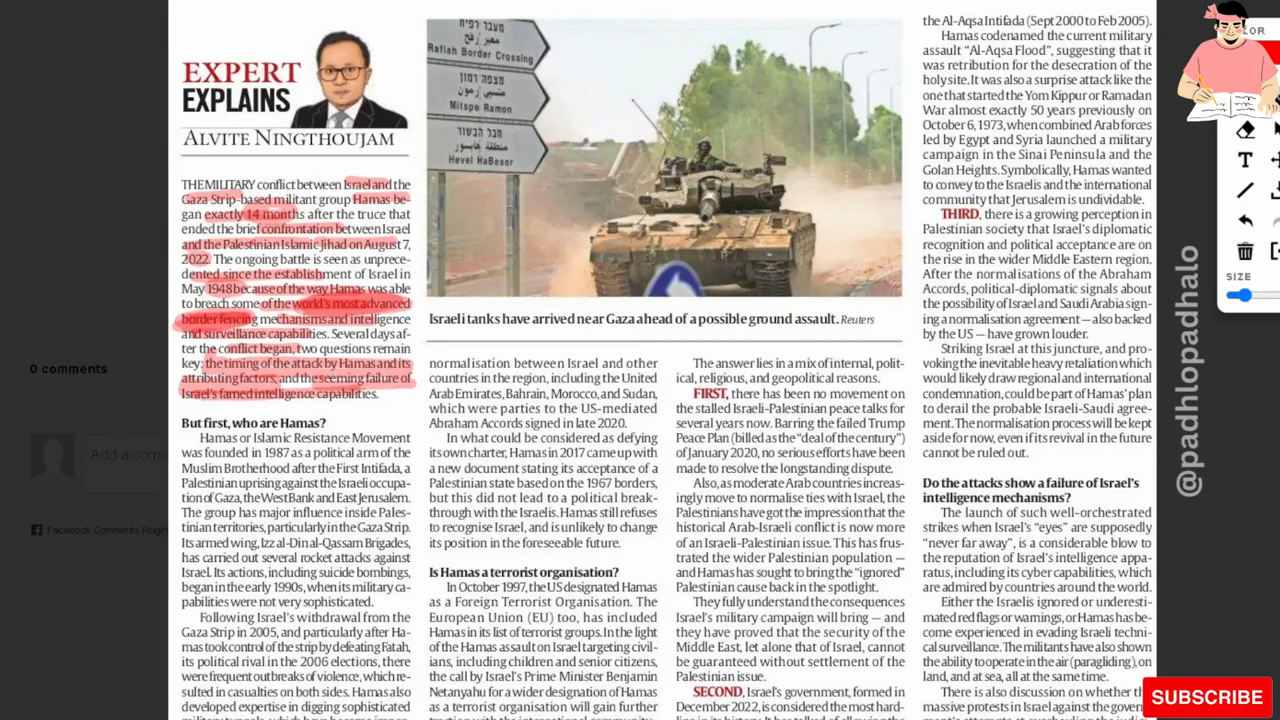 EXPERT
EXPLAINS
ALVITE NINGTHOUJAM
THE MILITARY conflict between Israel and the
Gaza Strip-based militant group Hamas be-
gan exactly 14 months after the truce that
ended the brief confrontation between Israel
and the Palestinian Islamic Jihad on August 7,
2022. The ongoing battle is seen as unprece-
dented since the establishment of Israel in
May 1948 because of the way Hamas was able
to breach some of the world's most advanced
border fencing mechanisms and intelligence
and surveillance capabilities. Several days af-
ter the conflict began, two questions remain
key: the timing of the attack by Hamas and its
attributing factors, and the seeming failure of
Israel's famed intelligence capabilities.
But first, who are Hamas?
Hamas or Islamic Resistance Movement
was founded in 1987 as a political arm of the
Muslim Brotherhood after the First Intifada, a
Palestinian uprising against the Israeli occupa-
tion of Gaza, the West Bank and East Jerusalem.
The group has major influence inside Pales-
tinian territories, particularly in the Gaza Strip.
Its armed wing, Izz al-Din al-Qassam Brigades,
has carried out several rocket attacks against
Israel. Its actions, including suicide bombings,
began in the early 1990s, when its military ca-
pabilities were not very sophisticated.
Following Israel's withdrawal from the
Gaza Strip in 2005, and particularly after Ha-
mas took control of the strip by defeating Fatah,
its political rival in the 2006 elections, there
were frequent outbreaks of violence, which re-
sulted in casualties on both sides. Hamas also
developed expertise in digging sophisticated
מעבר רפיח
معبر رفح
Rafiah Border Crossing
מצפה רמון
متسبي رمون
Mitspe Ramon
חבל הבשור
منطقة هابسور
Hevel HaBesor
Israeli tanks have arrived near Gaza ahead of a possible ground assault. Reuters
normalisation between Israel and other
countries in the region, including the United
Arab Emirates, Bahrain, Morocco, and Sudan,
which were parties to the US-mediated
Abraham Accords signed in late 2020.
In what could be considered as defying
its own charter, Hamas in 2017 came up with
a new document stating its acceptance of a
Palestinian state based on the 1967 borders,
but this did not lead to a political break-
through with the Israelis. Hamas still refuses
to recognise Israel, and is unlikely to change
its position in the foreseeable future.
Is Hamas a terrorist organisation?
In October 1997, the US designated Hamas
as a Foreign Terrorist Organisation. The
European Union (EU) too, has included
Hamas in its list of terrorist groups. In the light
of the Hamas assault on Israel targeting civil-
ians, including children and senior citizens,
the call by Israel's Prime Minister Benjamin
Netanyahu for a wider designation of Hamas
as a terrorist organisation will gain further
The answer lies in a mix of internal, polit-
ical, religious, and geopolitical reasons.
FIRST, there has been no movement on
the stalled Israeli-Palestinian peace talks for
several years now. Barring the failed Trump
Peace Plan (billed as the "deal of the century")
of January 2020, no serious efforts have been
made to resolve the longstanding dispute.
Also, as moderate Arab countries increas-
ingly move to normalise ties with Israel, the
Palestinians have got the impression that the
historical Arab-Israeli conflict is now more
of an Israeli-Palestinian issue. This has frus-
trated the wider Palestinian population —
and Hamas has sought to bring the "ignored"
Palestinian cause back in the spotlight.
They fully understand the consequences
Israel's military campaign will bring — and
they have proved that the security of the
Middle East, let alone that of Israel, cannot
be guaranteed without settlement of the
Palestinian issue.
SECOND, Israel's government, formed in
December 2022, is considered the most hard-
the Al-Aqsa Intifada (Sept 2000 to Feb 2005).
Hamas codenamed the current military
assault "Al-Aqsa Flood", suggesting that it
was retribution for the desecration of the
holy site. It was also a surprise attack like the
one that started the Yom Kippur or Ramadan
War almost exactly 50 years previously on
October 6, 1973, when combined Arab forces
led by Egypt and Syria launched a military
campaign in the Sinai Peninsula and the
Golan Heights. Symbolically, Hamas wanted
to convey to the Israelis and the international
community that Jerusalem is undividable.
THIRD, there is a growing perception in
Palestinian society that Israel's diplomatic
recognition and political acceptance are on
the rise in the wider Middle Eastern region.
After the normalisations of the Abraham
Accords, political-diplomatic signals about
the possibility of Israel and Saudi Arabia sign-
ing a normalisation agreement — also backed
by the US — have grown louder.
Striking Israel at this juncture, and pro-
voking the inevitable heavy retaliation which
would likely draw regional and international
condemnation, could be part of Hamas' plan
to derail the probable Israeli-Saudi agree-
ment. The normalisation process will be kept
aside for now, even if its revival in the future
cannot be ruled out.
Do the attacks show a failure of Israel's
intelligence mechanisms?
The launch of such well-orchestrated
strikes when Israel's "eyes" are supposedly
"never far away", is a considerable blow to
the reputation of Israel's intelligence appa-
ratus, including its cyber capabilities, which
are admired by countries around the world.
Either the Israelis ignored or underesti-
mated red flags or warnings, or Hamas has be-
come experienced in evading Israeli techni-
cal surveillance. The militants have also shown
the ability to operate in the air (paragliding), on
land, and at sea, all at the same time.
There is also discussion on whether
massive protests in Israel against the
0 comments
Add a
Facebook Comments Plugin
@padhlopadhalo
T
SIZE
SUBSCRIBE